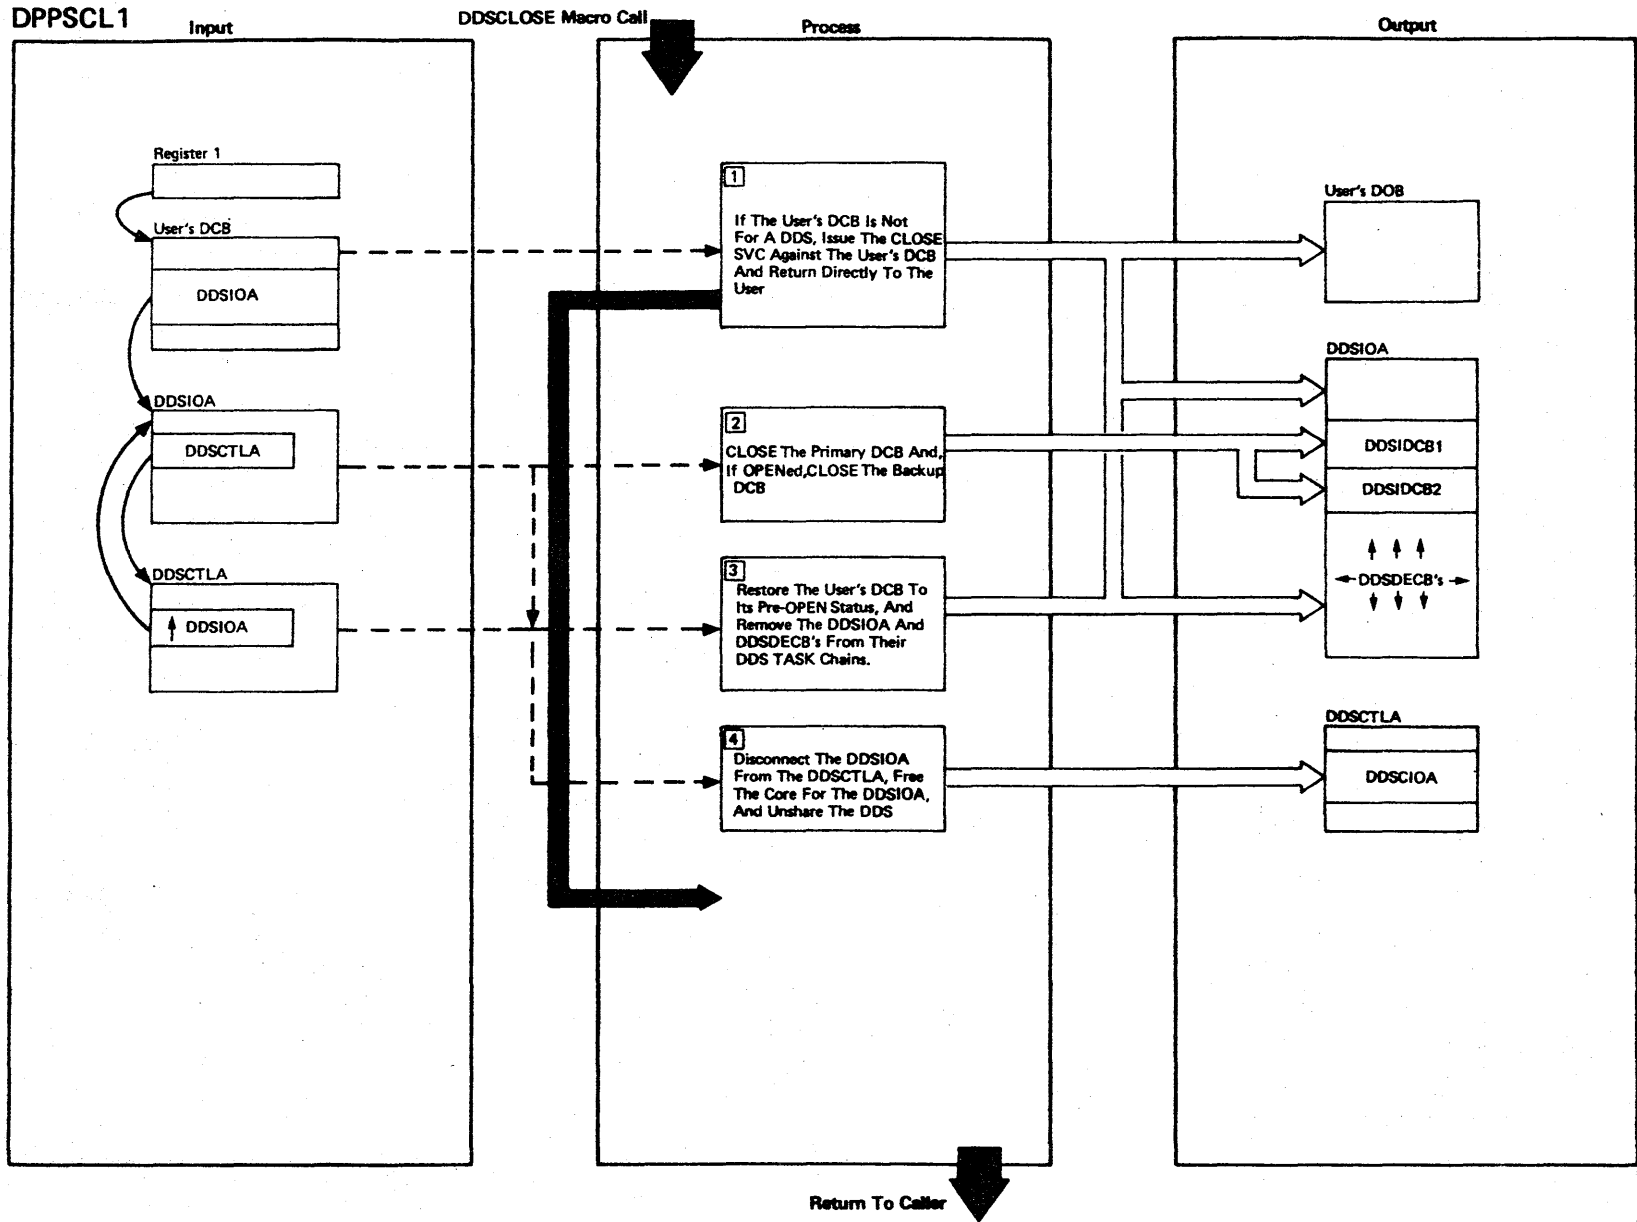 DPPSCL1
Input
DDSCLOSE Macro Call
Process
Output
Register 1
User's DCB
DDSIOA
DDSIOA
DDSCTLA
DDSCTLA
DDSIOA
1
If The User's DCB Is Not
For A DDS, Issue The CLOSE
SVC Against The User's DCB
And Return Directly To The
User
2
CLOSE The Primary DCB And,
If OPENed,CLOSE The Backup
DCB
3
Restore The User's DCB To
Its Pre-OPEN Status, And
Remove The DDSIOA And
DDSDECB's From Their
DDS TASK Chains.
4
Disconnect The DDSIOA
From The DDSCTLA, Free
The Core For The DDSIOA,
And Unshare The DDS
User's DOB
DDSIOA
DDSIDCB1
DDSIDCB2
DDSDECB's
DDSCTLA
DDSCIOA
Return To Caller